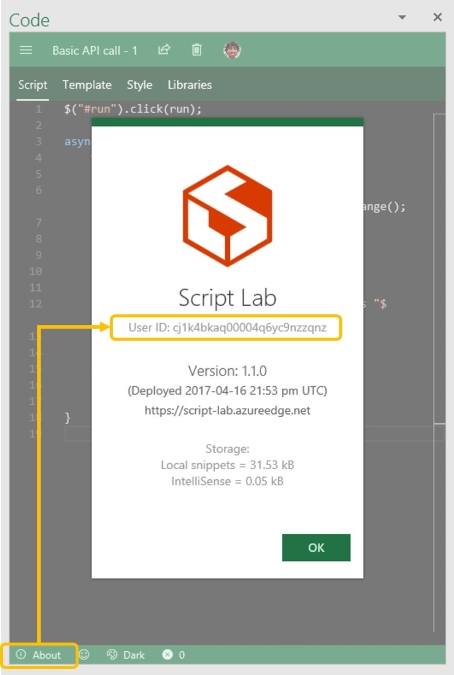 Code
Basic API call - 1
Script Template Style Libraries
1 $("#run").click(run);
2
3 asyn
4
5
6 ange();
7
8
9
10
11
12 s "$
13
14
15
16
17
18 }
19
Script Lab
User ID: cj1k4bkaq00004q6yc9nzzqnz
Version: 1.1.0
(Deployed 2017-04-16 21:53 pm UTC)
https://script-lab.azureedge.net
Storage:
Local snippets = 31.53 kB
IntelliSense = 0.05 kB
OK
About Dark 0